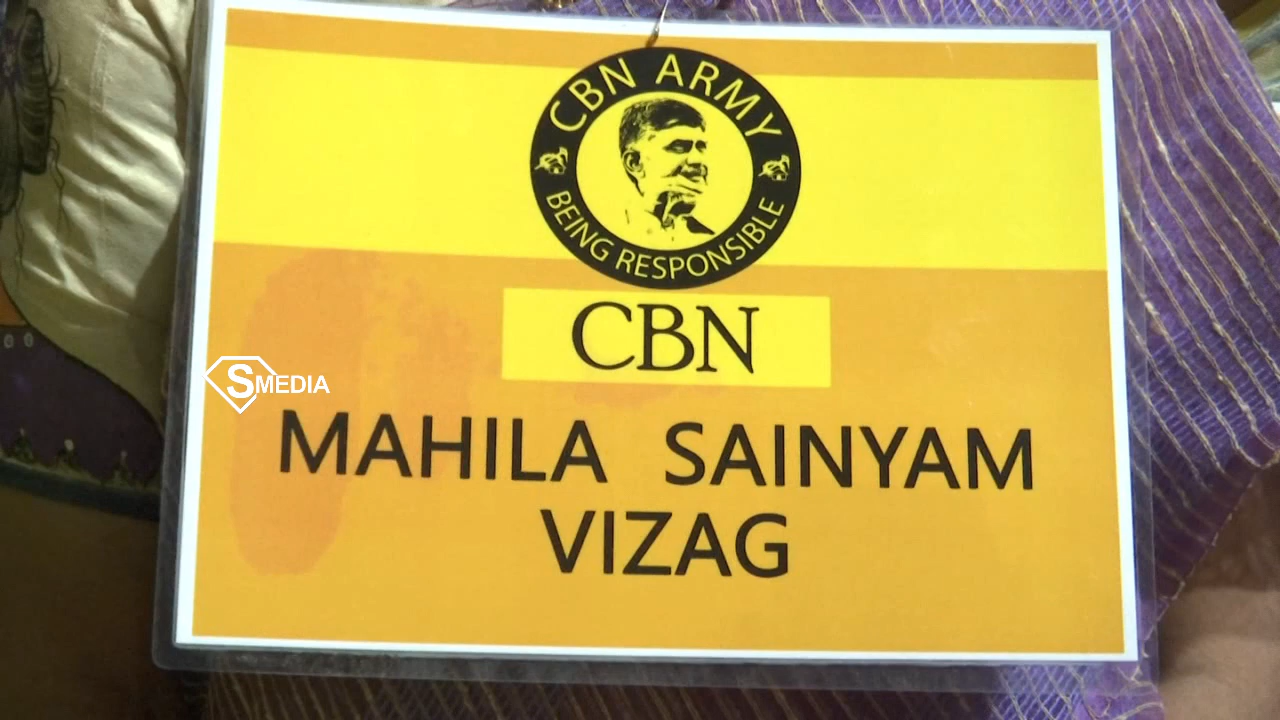 CBN ARMY
BEING RESPONSIBLE
CBN
SMEDIA
MAHILA SAINYAM
VIZAG